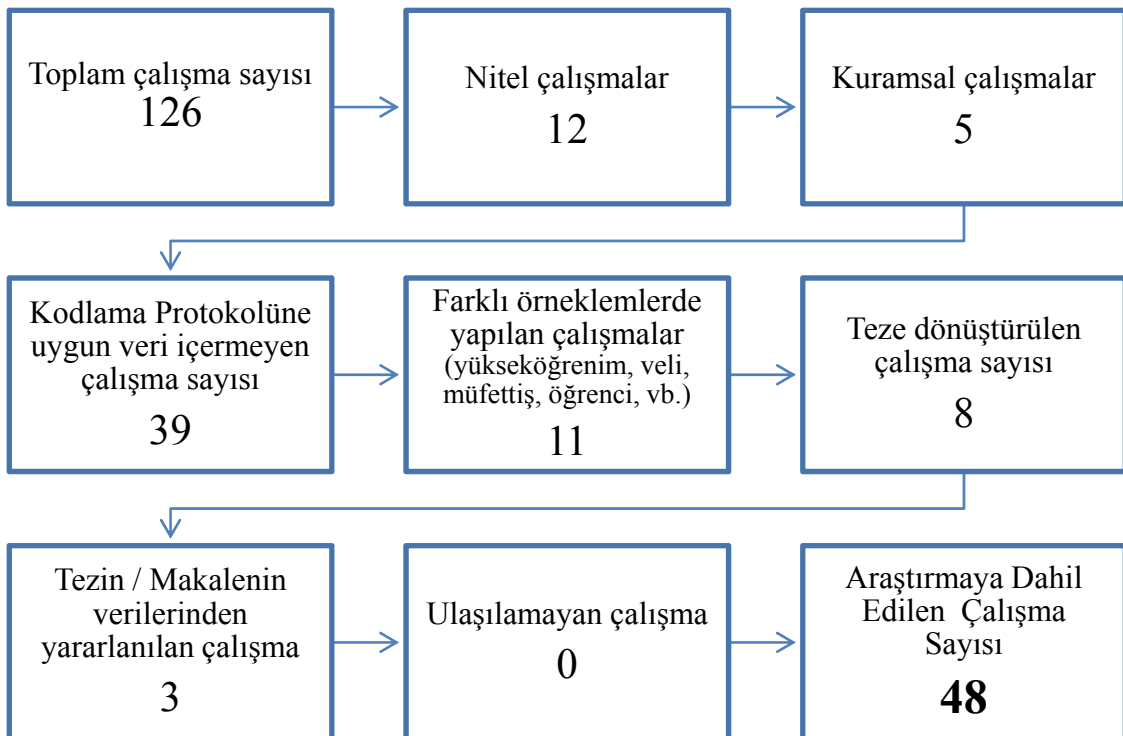 Toplam çalışma sayısı
126
Nitel çalışmalar
12
Kuramsal çalışmalar
5
Kodlama Protokolüne
uygun veri içermeyen
çalışma sayısı
39
Farklı örneklemlerde
yapılan çalışmalar
(yükseköğrenim, veli,
müfettiş, öğrenci, vb.)
11
Teze dönüştürülen
çalışma sayısı
8
Tezin / Makalenin
verilerinden
yararlanılan çalışma
3
Ulaşılamayan çalışma
0
Araştırmaya Dahil
Edilen Çalışma
Sayısı
48